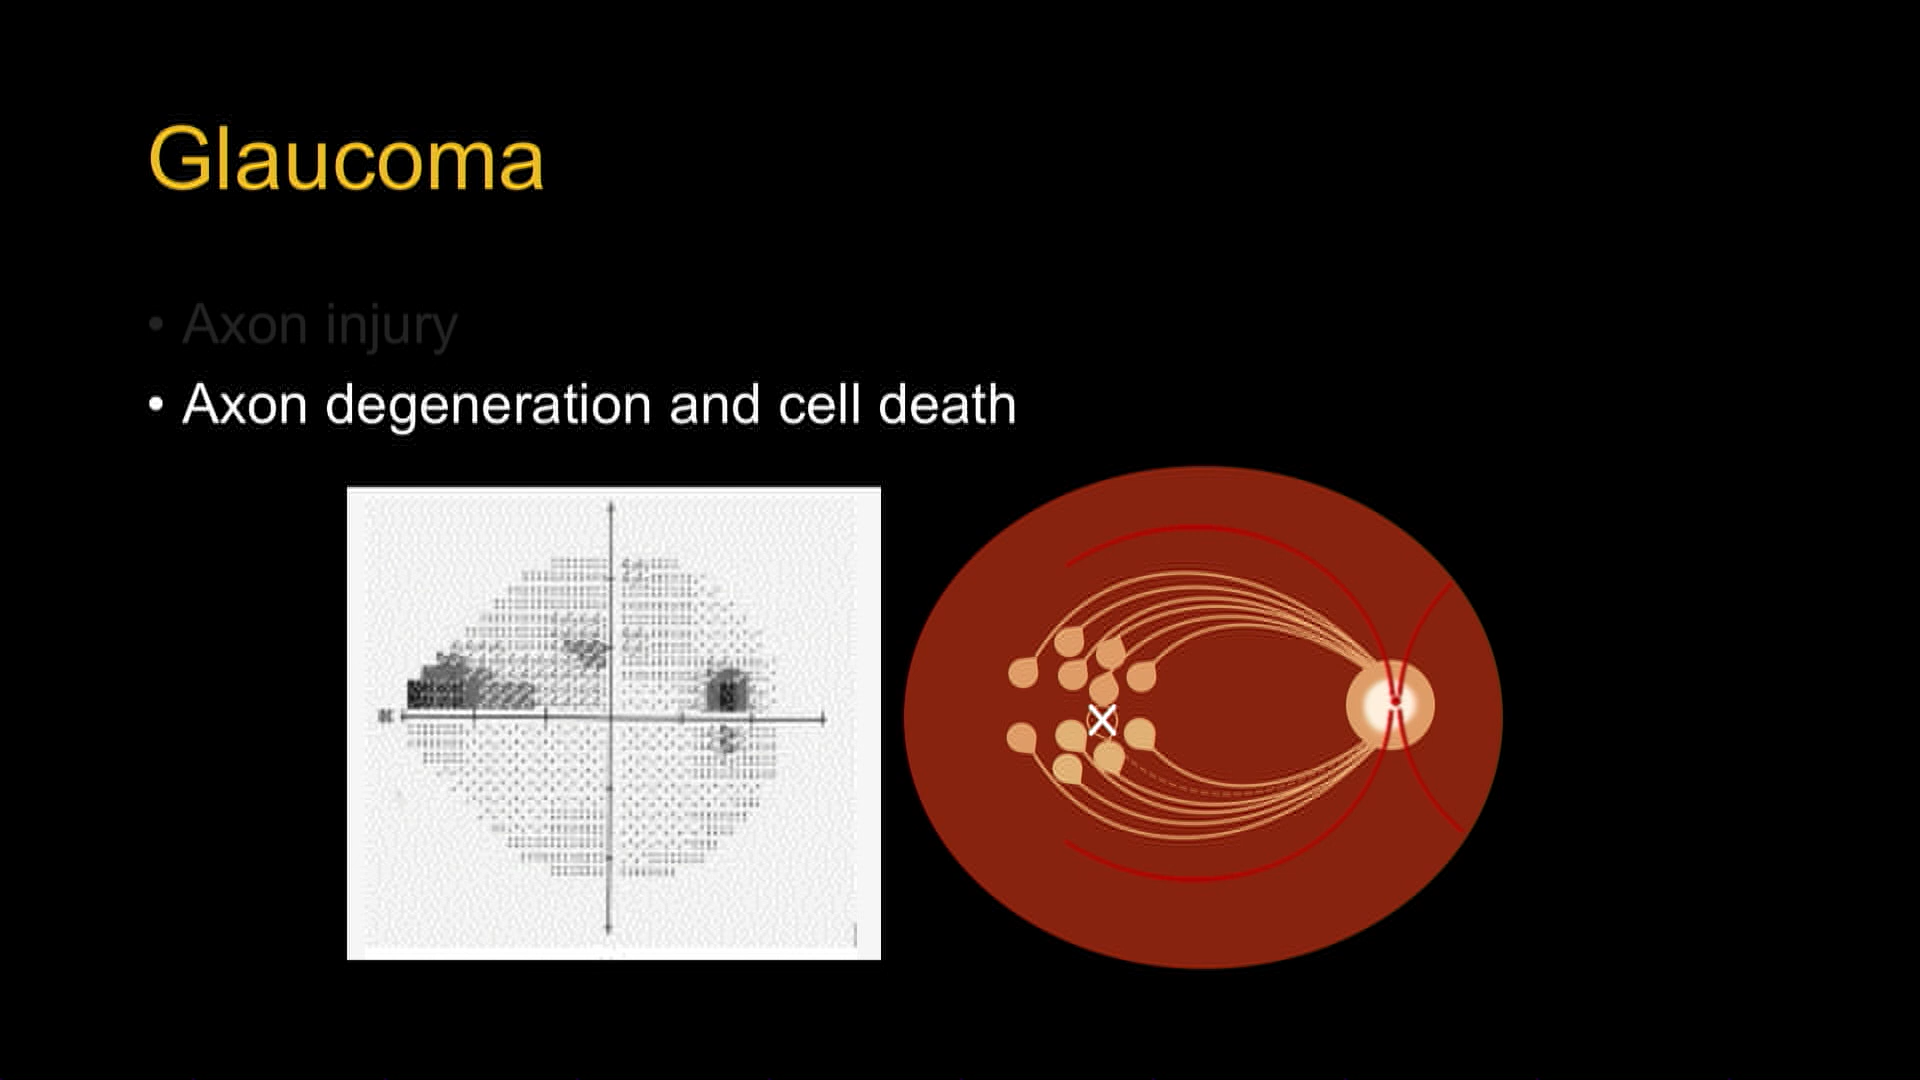 Glaucoma
• Axon injury
• Axon degeneration and cell death